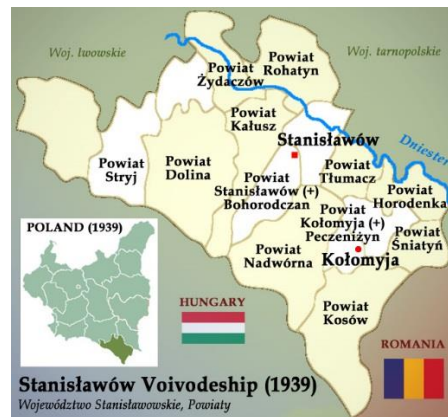 Woj. lwowskie
Woj. tarnopolskie
Powiat
Rohatyn
Powiat
Żydaczów
Powiat
Kałusz
Stanisławów
Dniester
Powiat
Stryj
Powiat
Dolina
Powiat
Stanisławów (+)
Bohorodczan
Powiat
Tłumacz
Powiat
Horodenka
Powiat
Kołomyja (+)
Peczeniżyn
Powiat
Śniatyń
Powiat
Nadwórna
Kołomyja
POLAND (1939)
HUNGARY
Powiat
Kosów
ROMANIA
Stanisławów Voivodeship (1939)
Województwo Stanisławowskie, Powiaty